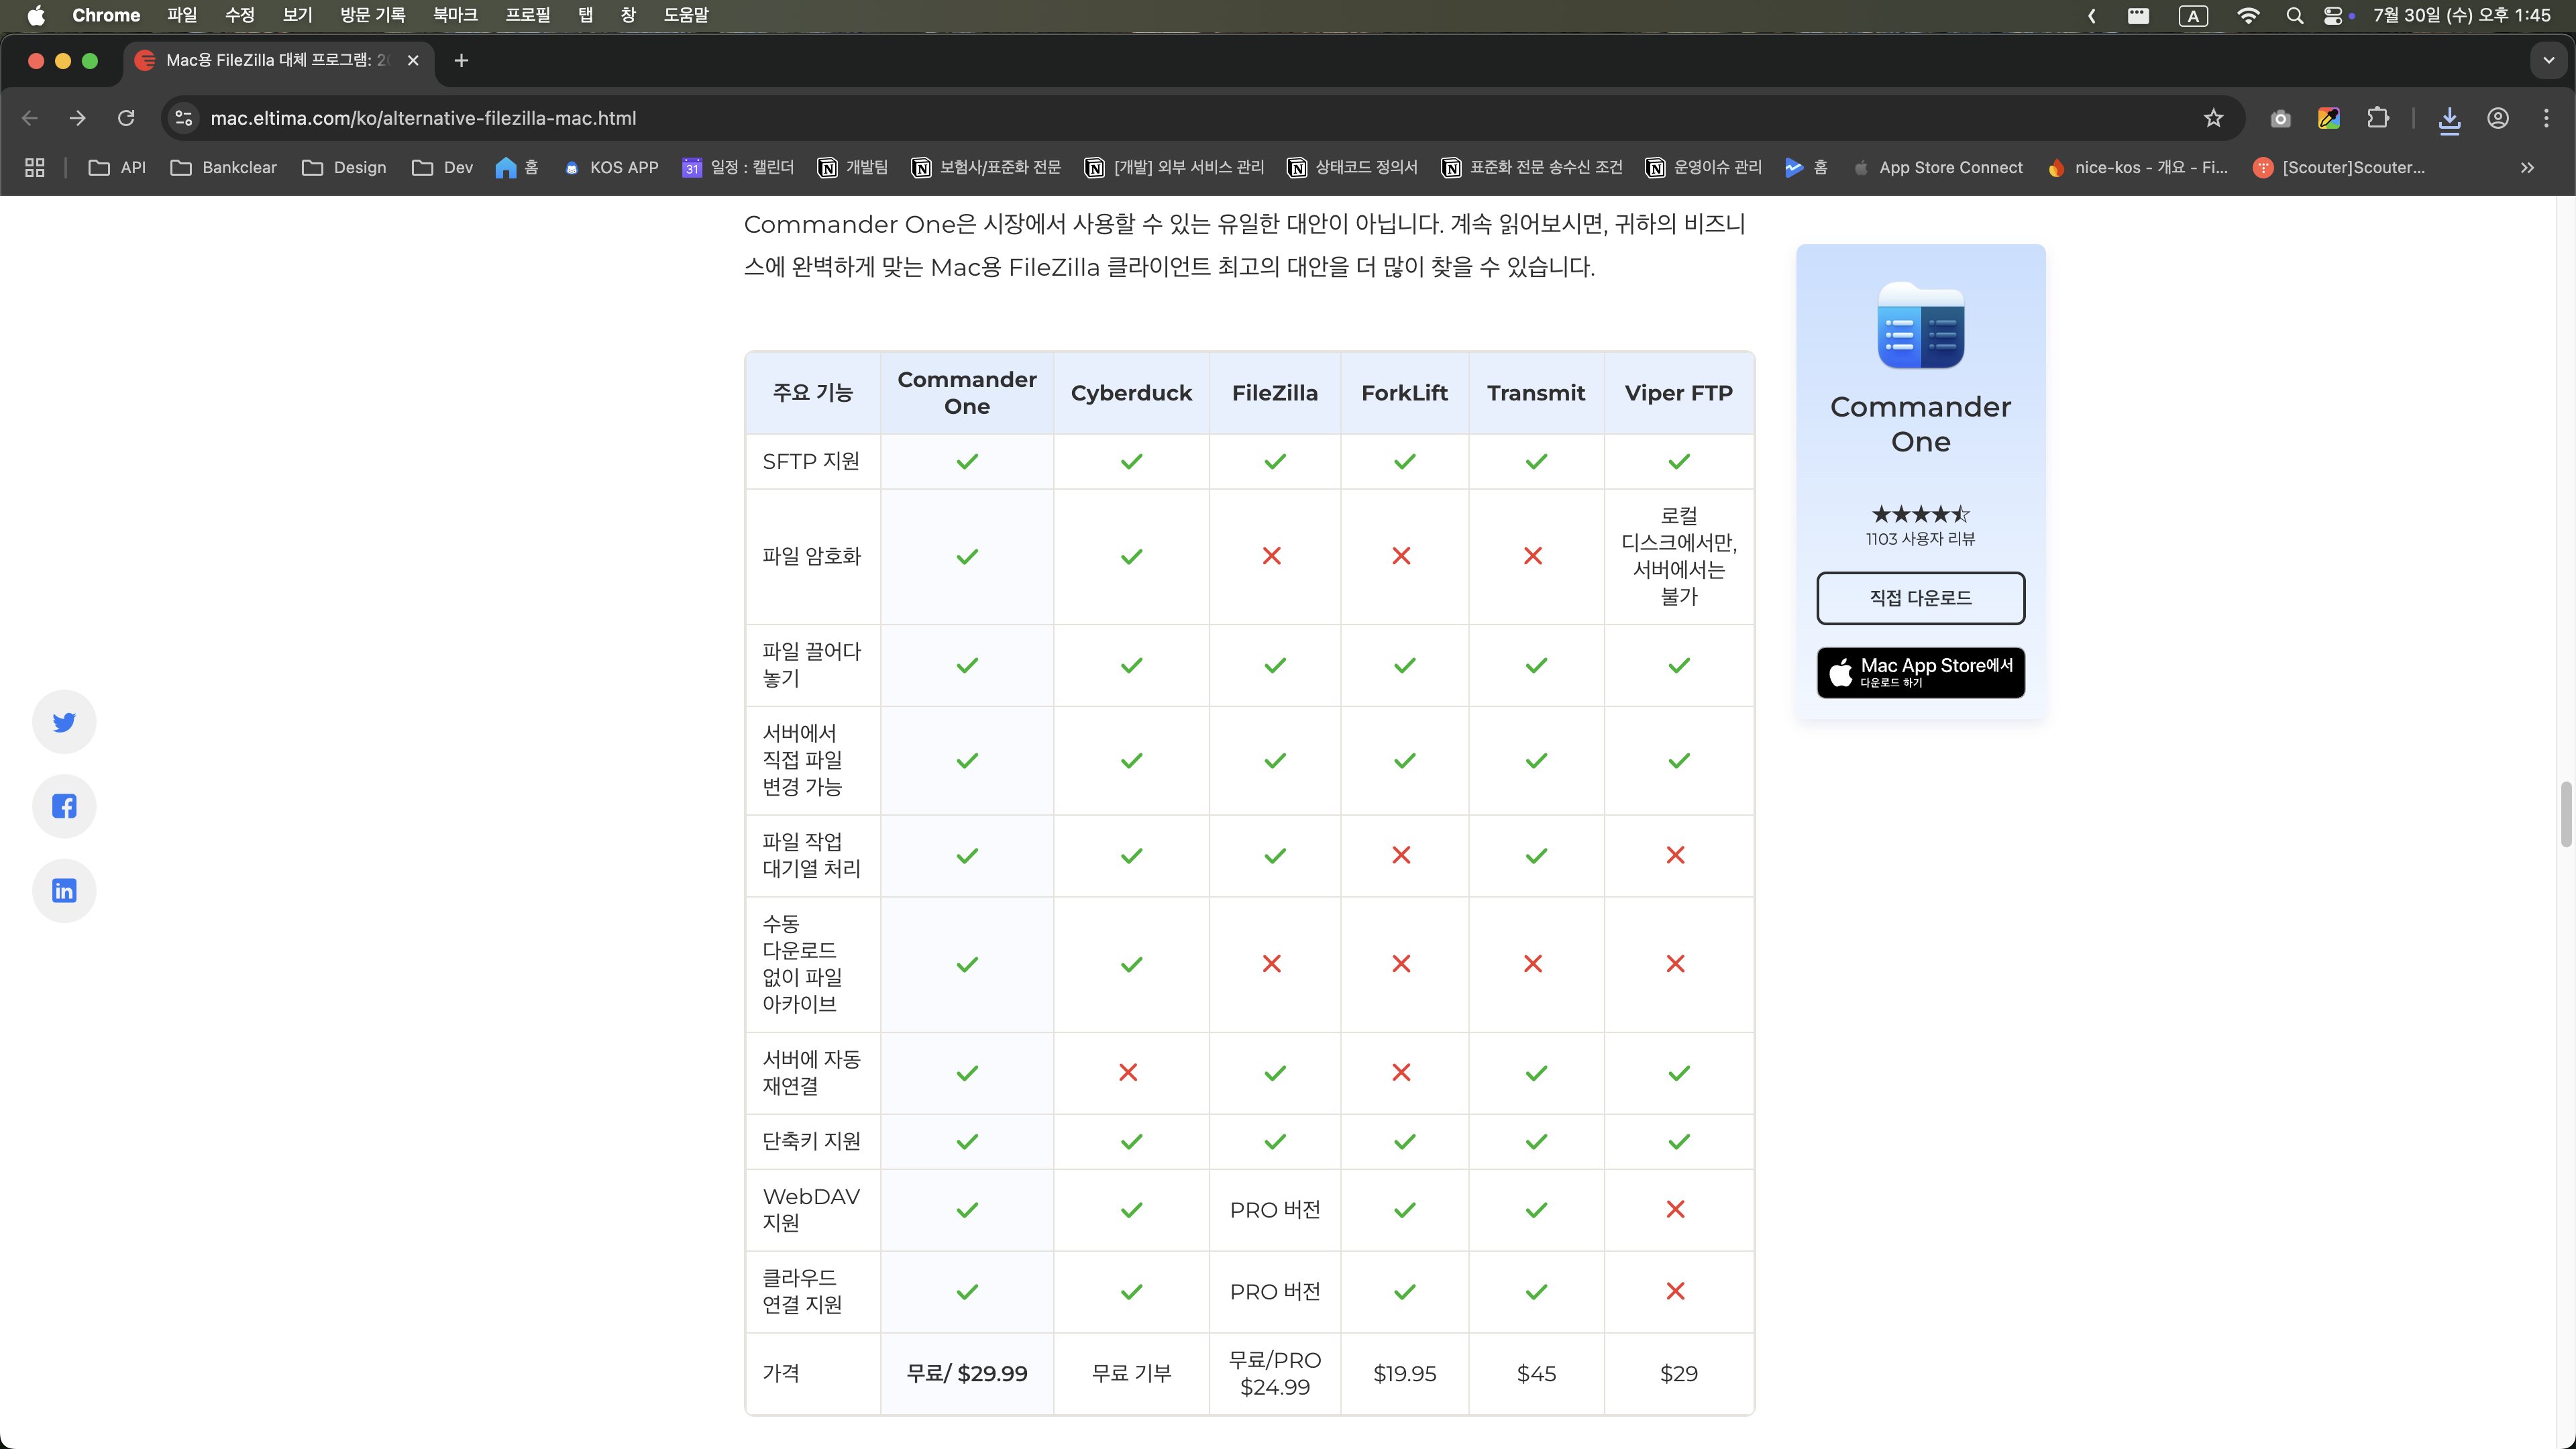 Chrome 파일 수정 보기 방문 기록 북마크 프로필 탭 창 도움말 A 7월 30일 (수) 오후 1:45
Mac용 FileZilla 대체 프로그램: 20
mac.eltima.com/ko/alternative-filezilla-mac.html
API Bankclear Design Dev 홈 KOS APP 31 일정 : 캘린더 개발팀 보험사/표준화 전문 [개발] 외부 서비스 관리 상태코드 정의서 표준화 전문 송수신 조건 운영이슈 관리 홈 App Store Connect nice-kos - 개요 - Fi... [Scouter]Scouter...
Commander One은 시장에서 사용할 수 있는 유일한 대안이 아닙니다. 계속 읽어보시면, 귀하의 비즈니
스에 완벽하게 맞는 Mac용 FileZilla 클라이언트 최고의 대안을 더 많이 찾을 수 있습니다.
주요 기능 Commander One Cyberduck FileZilla ForkLift Transmit Viper FTP
SFTP 지원
파일 암호화
로컬
디스크에서만,
서버에서는
불가
파일 끌어다
놓기
서버에서
직접 파일
변경 가능
파일 작업
대기열 처리
수동
다운로드
없이 파일
아카이브
서버에 자동
재연결
단축키 지원
WebDAV
지원
PRO 버전
클라우드
연결 지원
PRO 버전
가격 무료/ $29.99 무료 기부 무료/PRO $24.99 $19.95 $45 $29
Commander
One
1103 사용자 리뷰
직접 다운로드
Mac App Store에서
다운로드 하기